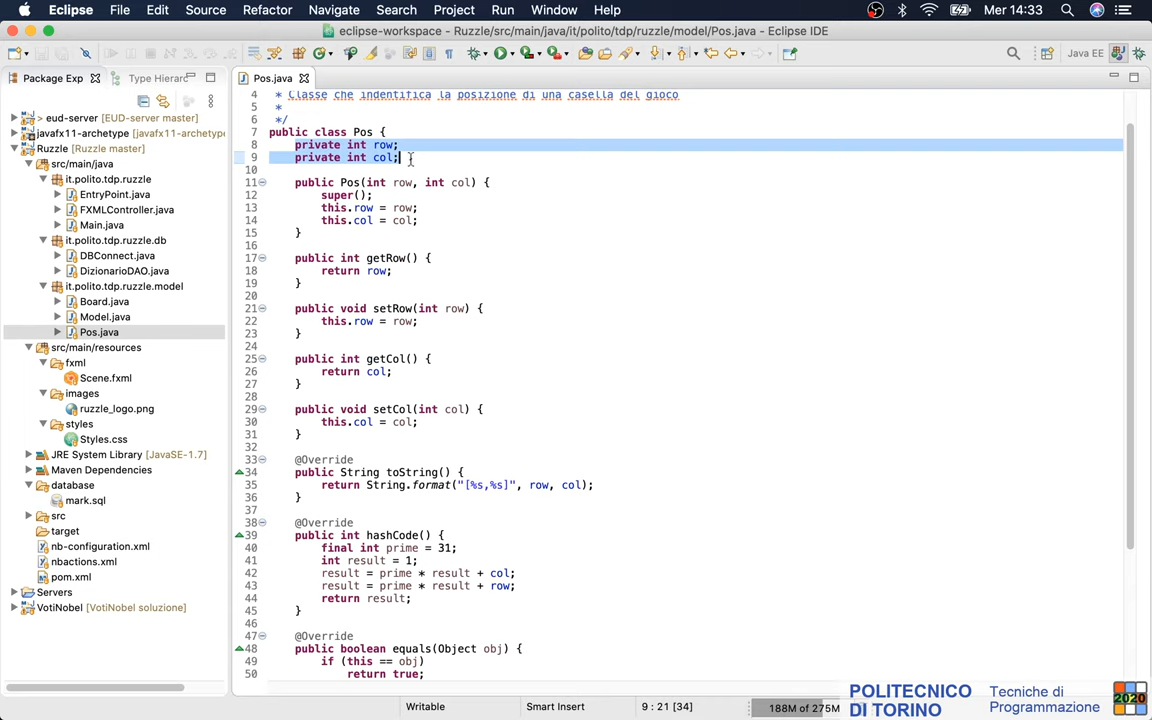 Eclipse File Edit Source Refactor Navigate Search Project Run Window Help Mer 14:33
eclipse-workspace - Ruzzle/src/main/java/it/polito/tdp/ruzzle/model/Pos.java - Eclipse IDE
Java EE
Package Exp Type Hierarc
Pos.java
> eud-server [EUD-server master]
javafx11-archetype [javafx11-archetype
Ruzzle [Ruzzle master]
src/main/java
it.polito.tdp.ruzzle
EntryPoint.java
FXMLController.java
Main.java
it.polito.tdp.ruzzle.db
DBConnect.java
DizionarioDAO.java
it.polito.tdp.ruzzle.model
Board.java
Model.java
Pos.java
src/main/resources
fxml
Scene.fxml
images
ruzzle_logo.png
styles
Styles.css
JRE System Library [JavaSE-1.7]
Maven Dependencies
database
mark.sql
src
target
nb-configuration.xml
nbactions.xml
pom.xml
Servers
VotiNobel [VotiNobel soluzione]
4 * Classe che indentifica la posizione di una casella del gioco
5 *
6 */
7 public class Pos {
8 private int row;
9 private int col;
10
11 public Pos(int row, int col) {
12 super();
13 this.row = row;
14 this.col = col;
15 }
16
17 public int getRow() {
18 return row;
19 }
20
21 public void setRow(int row) {
22 this.row = row;
23 }
24
25 public int getCol() {
26 return col;
27 }
28
29 public void setCol(int col) {
30 this.col = col;
31 }
32
33 @Override
34 public String toString() {
35 return String.format("[%s,%s]", row, col);
36 }
37
38 @Override
39 public int hashCode() {
40 final int prime = 31;
41 int result = 1;
42 result = prime * result + col;
43 result = prime * result + row;
44 return result;
45 }
46
47 @Override
48 public boolean equals(Object obj) {
49 if (this == obj)
50 return true;
Writable Smart Insert 9 : 21 [34] 188M of 275M
POLITECNICO
DI TORINO
Tecniche di
Programmazione
2020